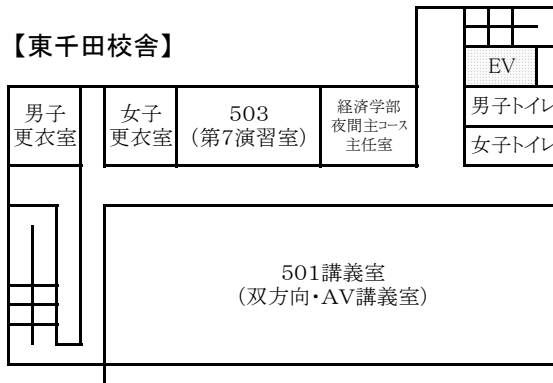 【東千田校舎】
EV
男子
更衣室
女子
更衣室
503
(第7演習室)
経済学部
夜間主コース
主任室
男子トイレ
女子トイレ
501講義室
(双方向・AV講義室)